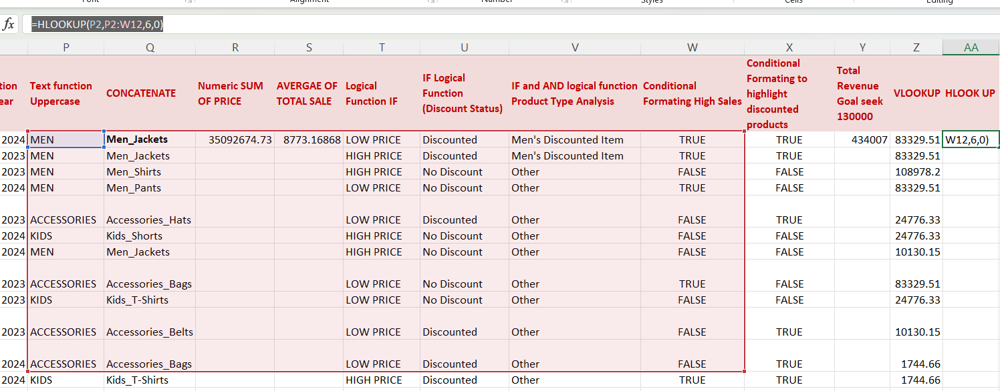 Font Alignment Number Styles Cells Editing
fx =HLOOKUP(P2,P2:W12,6,0)
P Q R S T U V W X Y Z AA
tion
ear
Text function
Uppercase
CONCATENATE
Numeric SUM
OF PRICE
AVERGAE OF
TOTAL SALE
Logical
Function IF
IF Logical
Function
(Discount Status)
IF and AND logical function
Product Type Analysis
Conditional
Formating High Sales
Conditional
Formating to
highlight
discounted
products
Total
Revenue
Goal seek
130000
VLOOKUP
HLOOK UP
2024 MEN Men_Jackets 35092674.73 8773.16868 LOW PRICE Discounted Men's Discounted Item TRUE TRUE 434007 83329.51 W12,6,0)
2023 MEN Men_Jackets HIGH PRICE Discounted Men's Discounted Item TRUE TRUE 83329.51
2023 MEN Men_Shirts HIGH PRICE No Discount Other FALSE FALSE 108978.2
2024 MEN Men_Pants LOW PRICE No Discount Other TRUE FALSE 83329.51
2023 ACCESSORIES Accessories_Hats LOW PRICE Discounted Other FALSE TRUE 24776.33
2024 KIDS Kids_Shorts HIGH PRICE No Discount Other FALSE FALSE 24776.33
2024 MEN Men_Jackets HIGH PRICE No Discount Other FALSE FALSE 10130.15
2023 ACCESSORIES Accessories_Bags LOW PRICE No Discount Other TRUE FALSE 83329.51
2023 KIDS Kids_T-Shirts LOW PRICE No Discount Other FALSE FALSE 24776.33
2023 ACCESSORIES Accessories_Belts LOW PRICE Discounted Other FALSE TRUE 10130.15
2024 ACCESSORIES Accessories_Bags LOW PRICE Discounted Other FALSE TRUE 1744.66
2024 KIDS Kids_T-Shirts HIGH PRICE Discounted Other TRUE TRUE 1744.66